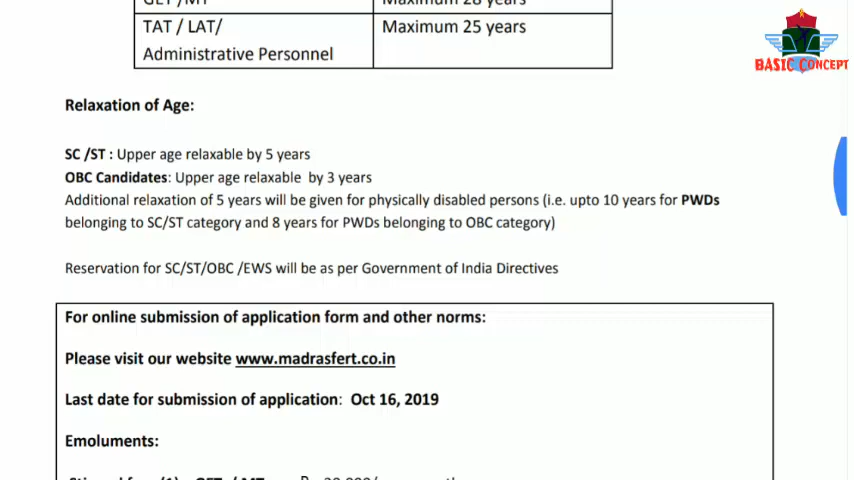 GET /MT Maximum 28 years
TAT / LAT/ Maximum 25 years
Administrative Personnel
BASIC CONCEPT
Relaxation of Age:
SC /ST : Upper age relaxable by 5 years
OBC Candidates: Upper age relaxable by 3 years
Additional relaxation of 5 years will be given for physically disabled persons (i.e. upto 10 years for PWDs
belonging to SC/ST category and 8 years for PWDs belonging to OBC category)
Reservation for SC/ST/OBC /EWS will be as per Government of India Directives
For online submission of application form and other norms:
Please visit our website www.madrasfert.co.in
Last date for submission of application: Oct 16, 2019
Emoluments: